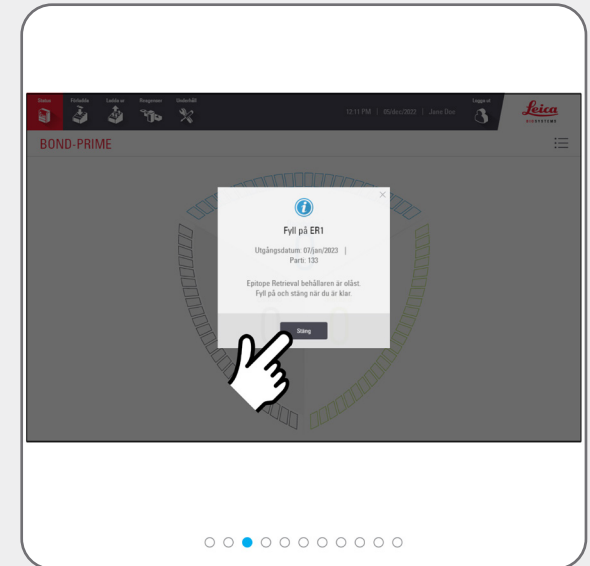 Status Förladda Ladda ur Reagenser Underhåll
12:11 PM | 05/dec/2022 | Jane Doe
Logga ut
Leica
BIOSYSTEMS
BOND-PRIME
Fyll på ER1
Utgångsdatum: 07/jan/2023 |
Parti: 133
Epitope Retrieval behållaren är olåst.
Fyll på och stäng när du är klar.
Stäng